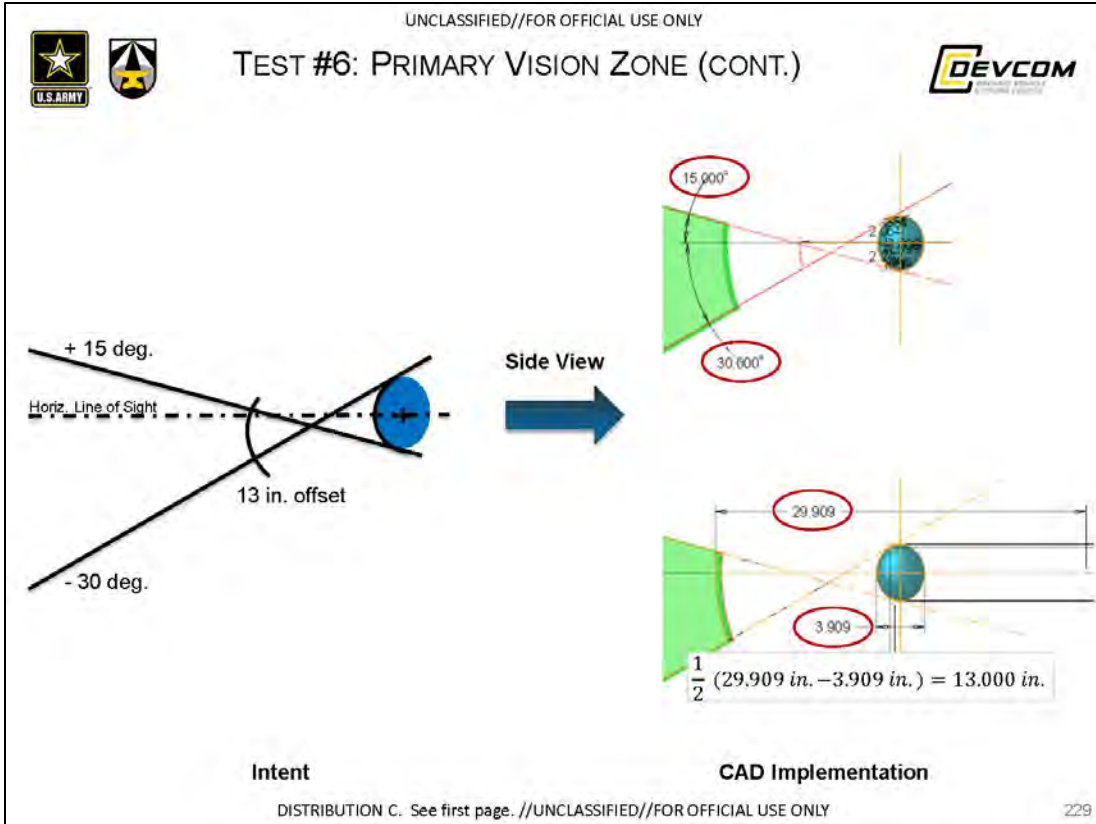 UNCLASSIFIED//FOR OFFICIAL USE ONLY
TEST #6: PRIMARY VISION ZONE (CONT.)
U.S.ARMY
DEVCOM
15.000°
2
2
30.000°
+ 15 deg.
Horiz. Line of Sight
13 in. offset
- 30 deg.
Side View
29.909
3.909
1/2 (29.909 in. −3.909 in.) = 13.000 in.
Intent
CAD Implementation
DISTRIBUTION C. See first page. //UNCLASSIFIED//FOR OFFICIAL USE ONLY
229